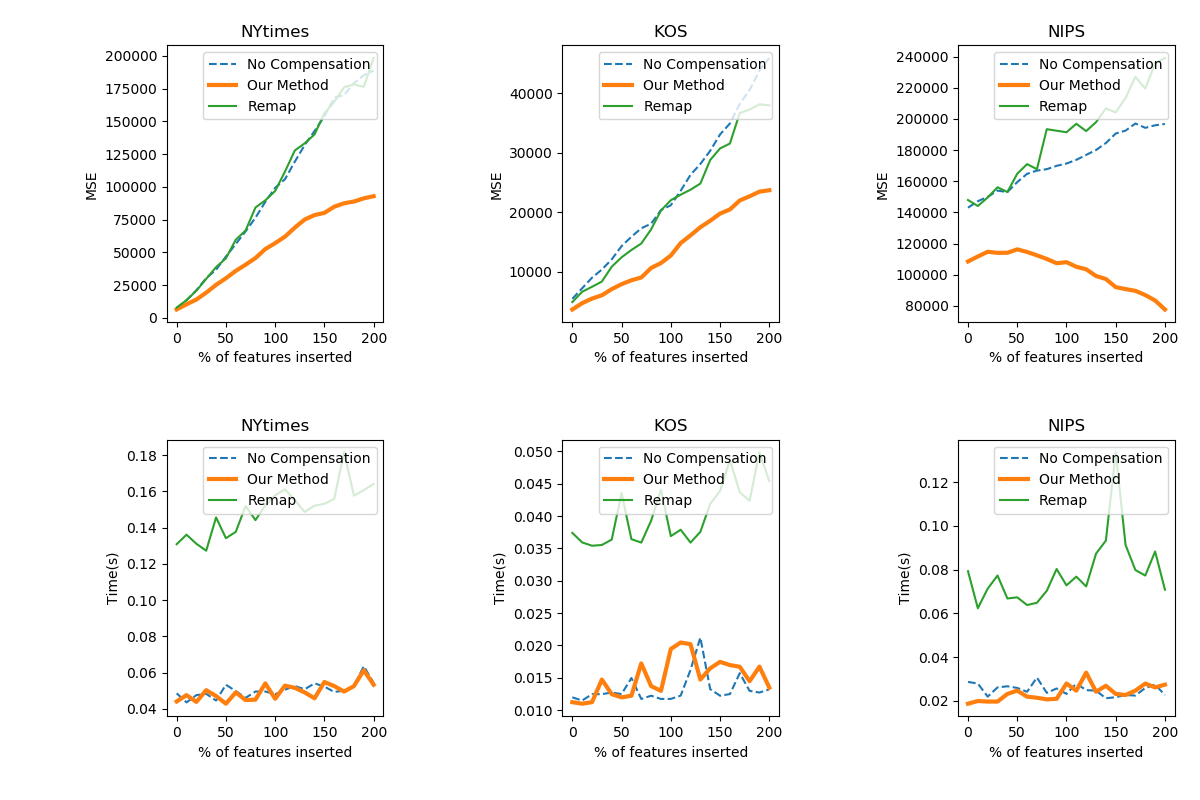 NYtimes
200000
175000
150000
125000
100000
75000
50000
25000
0
MSE
0 50 100 150 200
% of features inserted
No Compensation
Our Method
Remap
KOS
40000
30000
20000
10000
MSE
0 50 100 150 200
% of features inserted
No Compensation
Our Method
Remap
NIPS
240000
220000
200000
180000
160000
140000
120000
100000
80000
MSE
0 50 100 150 200
% of features inserted
No Compensation
Our Method
Remap
NYtimes
0.18
0.16
0.14
0.12
0.10
0.08
0.06
0.04
Time(s)
0 50 100 150 200
% of features inserted
No Compensation
Our Method
Remap
KOS
0.050
0.045
0.040
0.035
0.030
0.025
0.020
0.015
0.010
Time(s)
0 50 100 150 200
% of features inserted
No Compensation
Our Method
Remap
NIPS
0.12
0.10
0.08
0.06
0.04
0.02
Time(s)
0 50 100 150 200
% of features inserted
No Compensation
Our Method
Remap